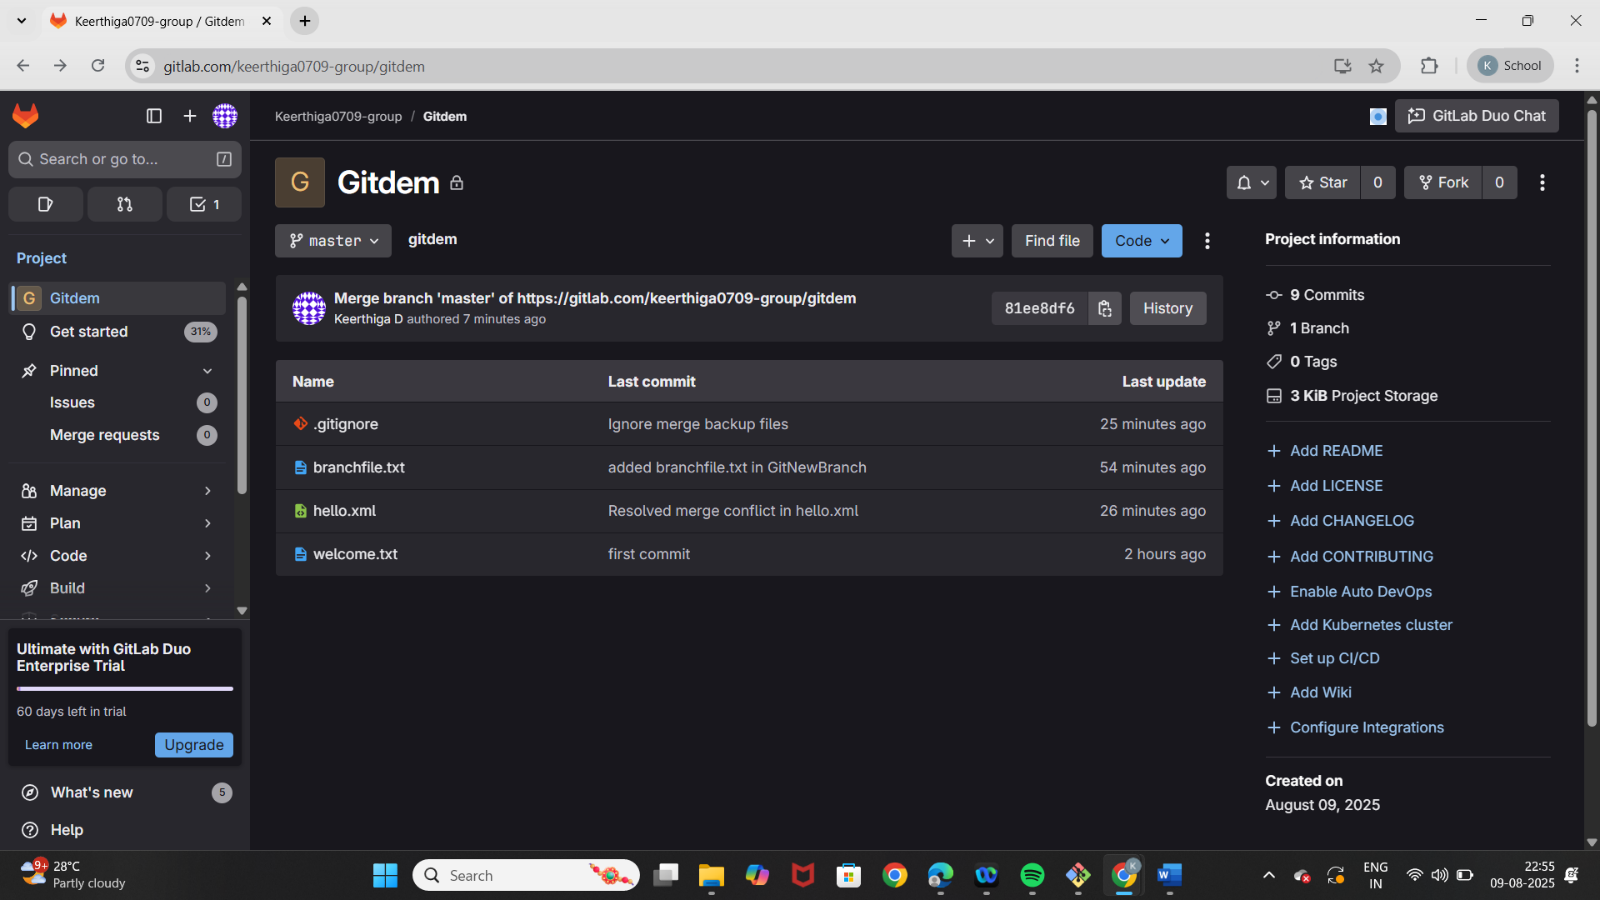 Keerthiga0709-group / Gitdem
gitlab.com/keerthiga0709-group/gitdem
K School
Keerthiga0709-group / Gitdem
GitLab Duo Chat
Search or go to... /
1
Project
G Gitdem
Get started 31%
Pinned
Issues 0
Merge requests 0
Manage
Plan
Code
Build
Ultimate with GitLab Duo
Enterprise Trial
60 days left in trial
Learn more Upgrade
What's new 5
Help
G Gitdem
Star 0 Fork 0
master gitdem
Find file Code
Merge branch 'master' of https://gitlab.com/keerthiga0709-group/gitdem
Keerthiga D authored 7 minutes ago
81ee8df6 History
Name Last commit Last update
.gitignore Ignore merge backup files 25 minutes ago
branchfile.txt added branchfile.txt in GitNewBranch 54 minutes ago
hello.xml Resolved merge conflict in hello.xml 26 minutes ago
welcome.txt first commit 2 hours ago
Project information
9 Commits
1 Branch
0 Tags
3 KiB Project Storage
+ Add README
+ Add LICENSE
+ Add CHANGELOG
+ Add CONTRIBUTING
+ Enable Auto DevOps
+ Add Kubernetes cluster
+ Set up CI/CD
+ Add Wiki
+ Configure Integrations
Created on
August 09, 2025
9+ 28°C
Partly cloudy
Search
K
ENG
IN
22:55
09-08-2025